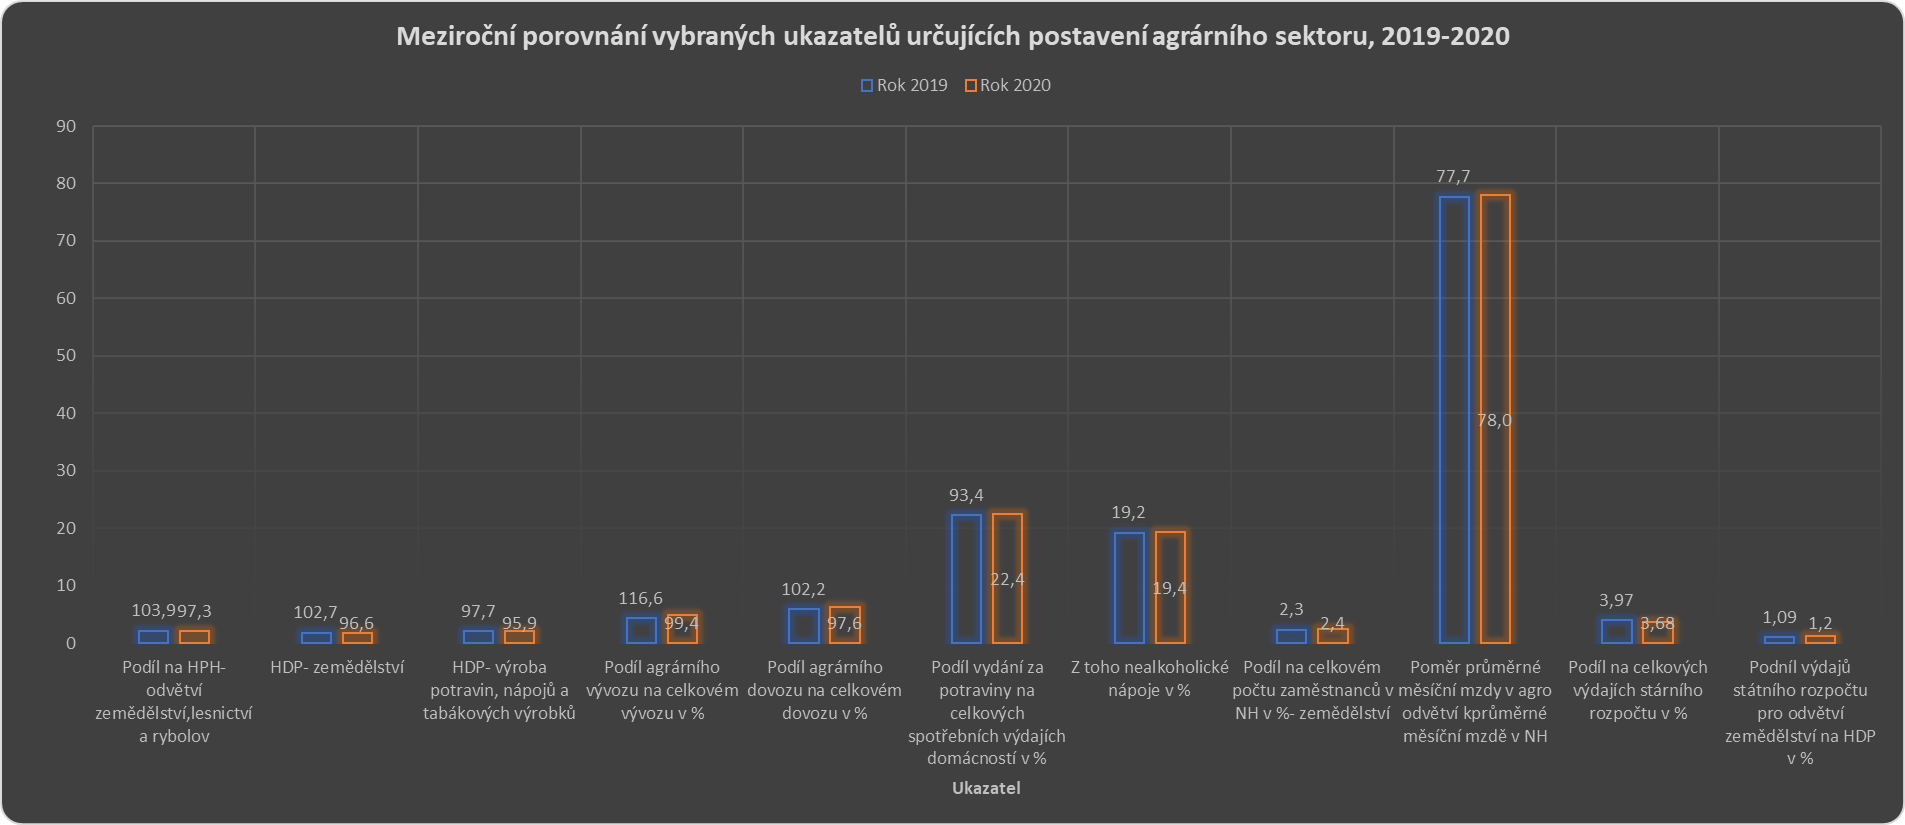 Meziroční porovnání vybraných ukazatelů určujících postavení agrárního sektoru, 2019-2020
Rok 2019 Rok 2020
90
80
70
60
50
40
30
20
10
0
103,9 97,3
102,7 96,6
97,7 95,9
116,6 99,4
102,2 97,6
93,4 22,4
19,2 19,4
2,3 2,4
77,7 78,0
3,97 3,68
1,09 1,2
Podíl na HPH-
odvětví
zemědělství,lesnictví
a rybolov
HDP- zemědělství
HDP- výroba
potravin, nápojů a
tabákových výrobků
Podíl agrárního
vývozu na celkovém
vývozu v %
Podíl agrárního
dovozu na celkovém
dovozu v %
Podíl vydání za
potraviny na
celkových
spotřebních výdajích
domácností v %
Z toho nealkoholické
nápoje v %
Podíl na celkovém
počtu zaměstnanců v
NH v %- zemědělství
Poměr průměrné
měsíční mzdy v agro
odvětví kprůměrné
měsíční mzdě v NH
Podíl na celkových
výdajích stárního
rozpočtu v %
Podníl výdajů
státního rozpočtu
pro odvětví
zemědělství na HDP
v %
Ukazatel